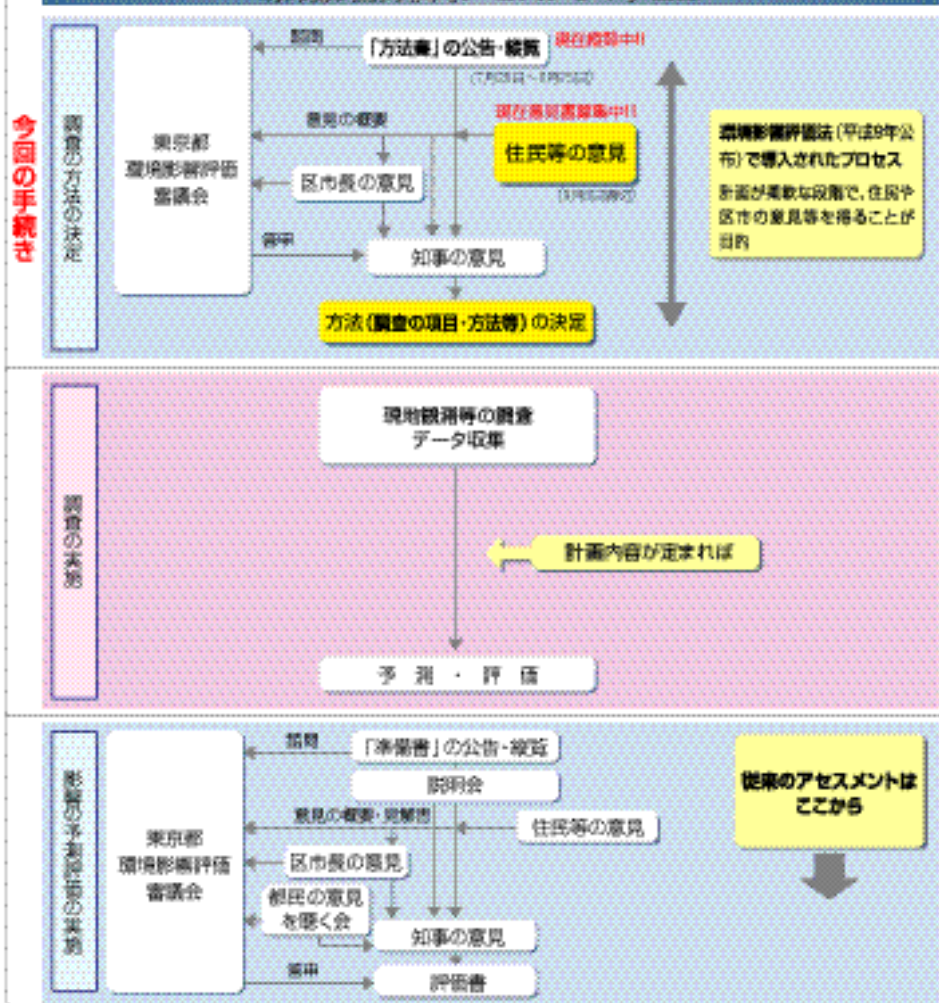 今回の手続き
調査の方法の決定
諮問
「方法書」の公告・縦覧
現在縦覧中!!
意見の概要
現在意見書募集中!!
住民等の意見
東京都
環境影響評価
審議会
区市長の意見
答申
知事の意見
方法(調査の項目・方法等)の決定
環境影響評価法(平成9年公
布)で導入されたプロセス
計画が柔軟な段階で、住民や
区市の意見等を得ることが
目的
調査の実施
現地観測等の調査
データ収集
計画内容が定まれば
予 測 ・ 評 価
影響の予測評価の実施
諮問
「準備書」の公告・縦覧
説明会
意見の概要・見解書
住民等の意見
東京都
環境影響評価
審議会
区市長の意見
都民の意見
を聴く会
知事の意見
答申
評価書
従来のアセスメントは
ここから